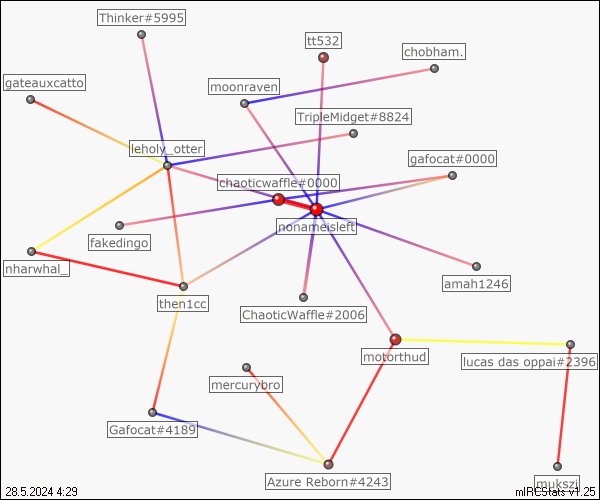 Thinker#5995
tt532
chobham.
gateauxcatto
moonraven
TripleMidget#8824
leholy_otter
gafocat#0000
chaoticwaffle#0000
nonameisleft
fakedingo
nharwhal_
amah1246
then1cc
ChaoticWaffle#2006
motorthud
lucas das oppai#2396
mercurybro
Gafocat#4189
Azure Reborn#4243
mukszi
28.5.2024 4:29
mIRCStats v1.25